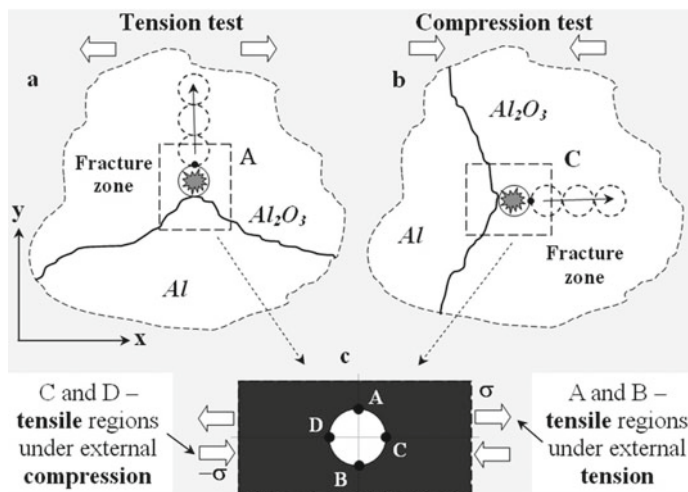 Tension test
Compression test
a
A
Fracture
zone
Al₂O₃
Al
y
x
b
Al₂O₃
C
Al
Fracture
zone
c
C and D –
tensile regions
under external
compression
A
D
C
B
σ
–σ
A and B –
tensile regions
under external
tension